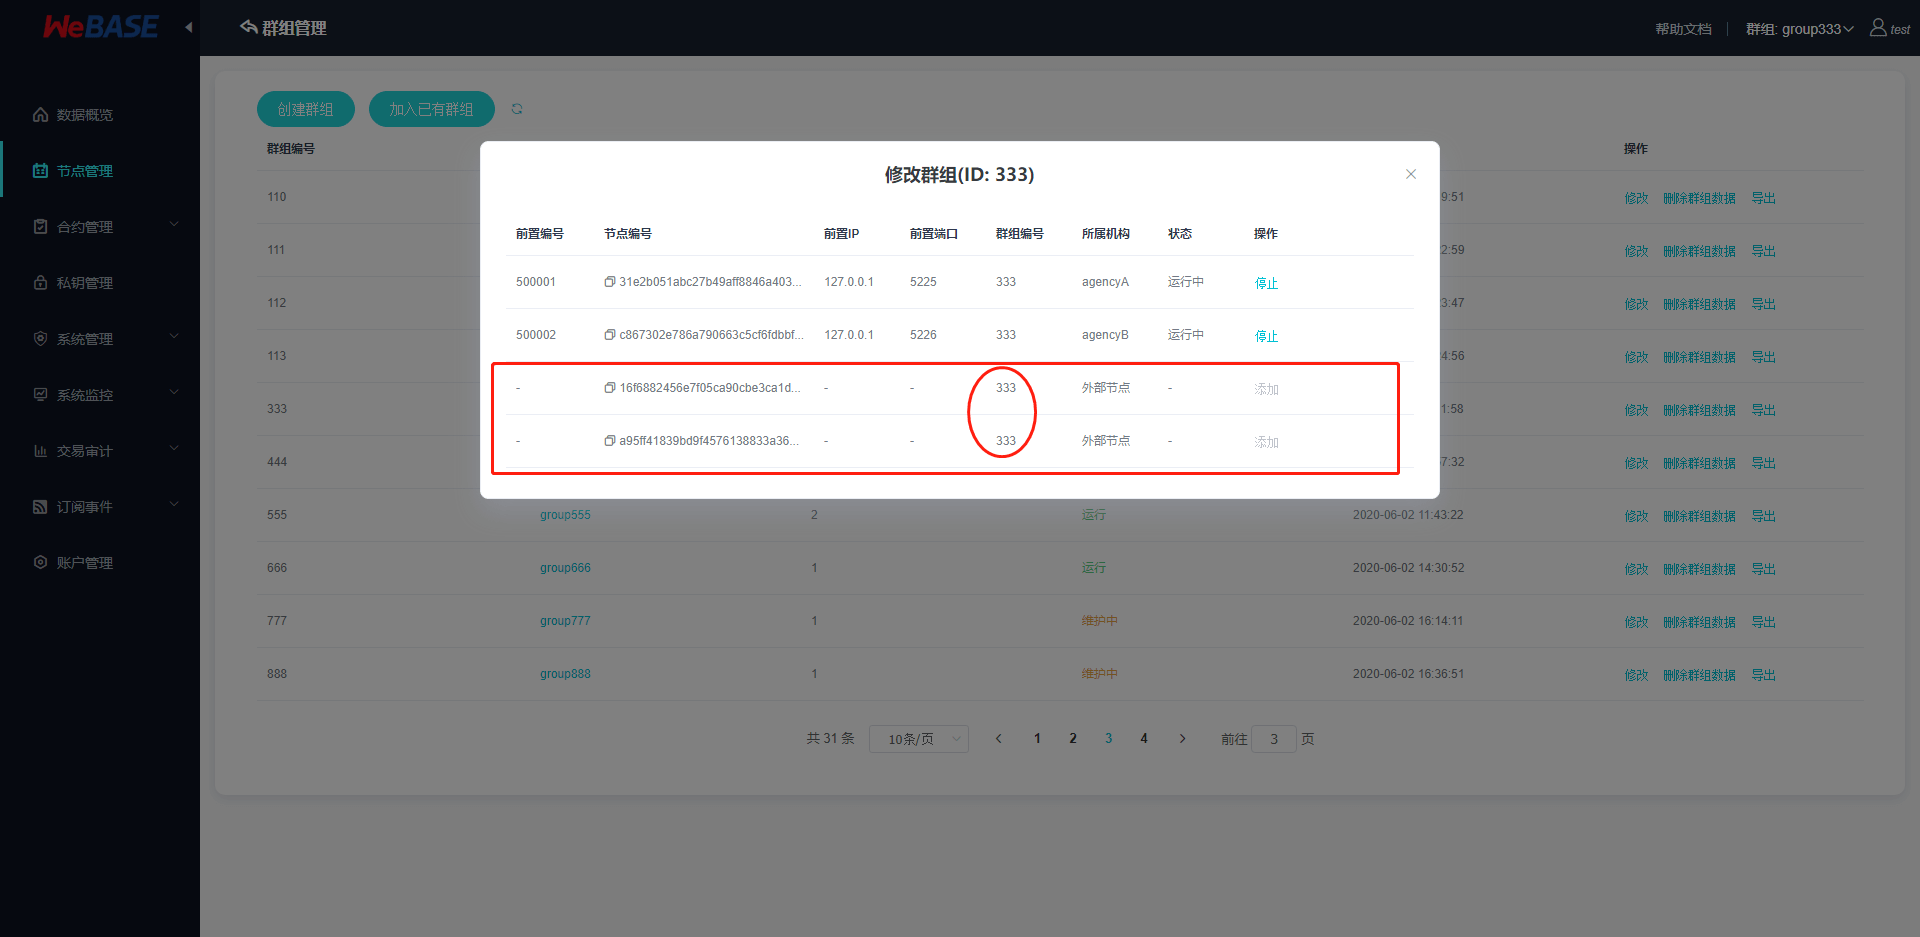 WeBASE
群组管理
帮助文档
群组: group333
test
数据概览
节点管理
合约管理
私钥管理
系统管理
系统监控
交易审计
订阅事件
账户管理
创建群组
加入已有群组
群组编号
操作
110
9:51
修改 删除群组数据 导出
111
2:59
修改 删除群组数据 导出
112
3:47
修改 删除群组数据 导出
113
4:56
修改 删除群组数据 导出
333
1:58
修改 删除群组数据 导出
444
7:32
修改 删除群组数据 导出
修改群组(ID: 333)
前置编号 节点编号 前置IP 前置端口 群组编号 所属机构 状态 操作
500001 31e2b051abc27b49aff8846a403... 127.0.0.1 5225 333 agencyA 运行中 停止
500002 c867302e786a790663c5cf6fdbbf... 127.0.0.1 5226 333 agencyB 运行中 停止
- 16f6882456e7f05ca90cbe3ca1d... - - 333 外部节点 - 添加
- a95ff41839bd9f4576138833a36... - - 333 外部节点 - 添加
555 group555 2 运行 2020-06-02 11:43:22 修改 删除群组数据 导出
666 group666 1 运行 2020-06-02 14:30:52 修改 删除群组数据 导出
777 group777 1 维护中 2020-06-02 16:14:11 修改 删除群组数据 导出
888 group888 1 维护中 2020-06-02 16:36:51 修改 删除群组数据 导出
共 31 条 10条/页 1 2 3 4 前往 3 页